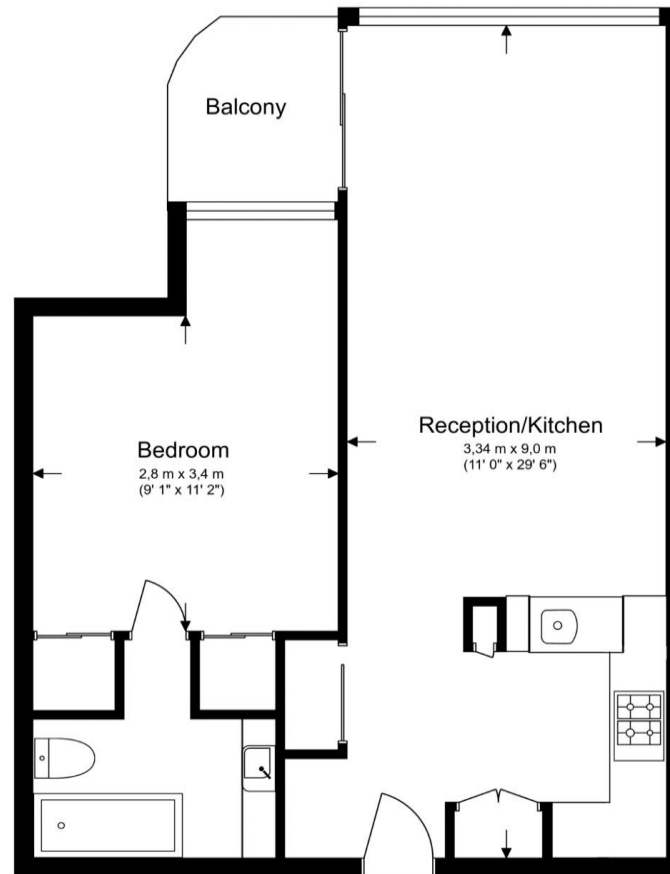 Balcony
Bedroom
2,8 m x 3,4 m
(9' 1" x 11' 2")
Reception/Kitchen
3,34 m x 9,0 m
(11' 0" x 29' 6")